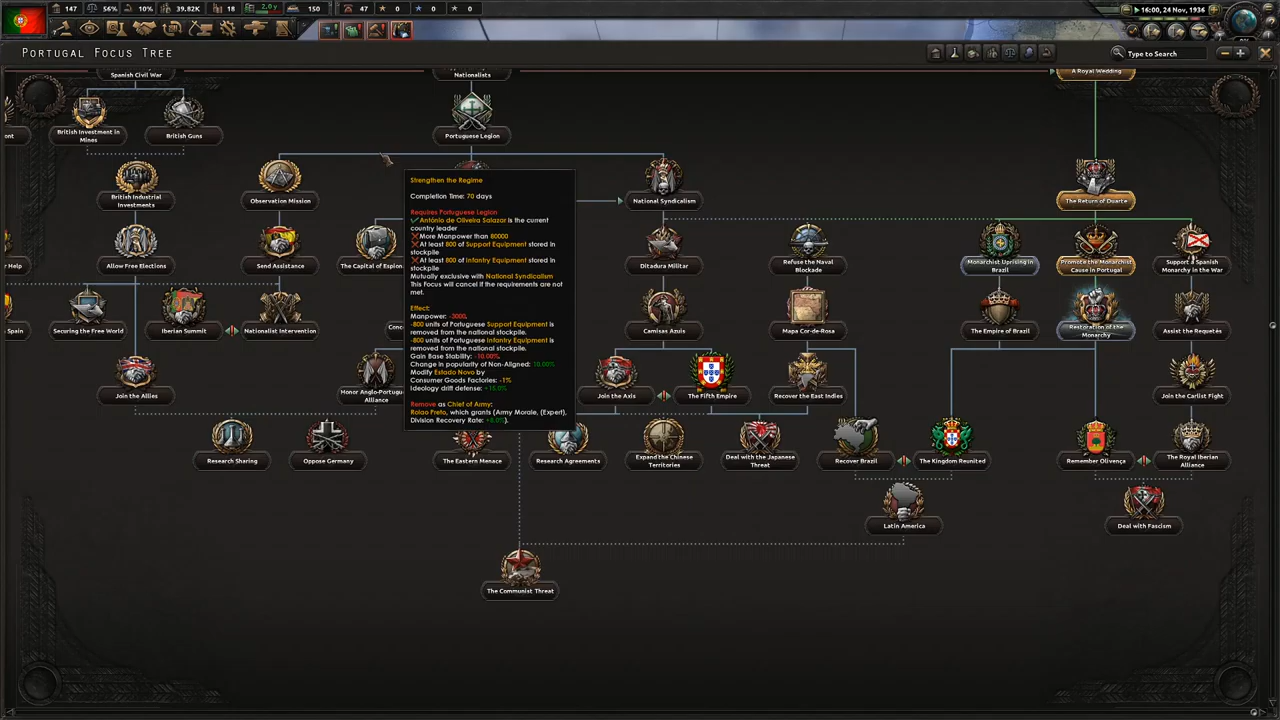 147 56% 10% 39.82K 18 2.0y 150 47 0 0 0
16:00, 24 Nov, 1936
PORTUGAL FOCUS TREE
Type to Search
Spanish Civil War
Nationalists
A Royal Wedding
ont
British Investment in
Mines
British Guns
Portuguese Legion
British Industrial
Investments
Observation Mission
National Syndicalism
The Return of Duarte
Strengthen the Regime
Completion Time: 70 days
Requires Portuguese Legion
António de Oliveira Salazar is the current
country leader
More Manpower than 80000
At least 800 of Support Equipment stored in
stockpile
At least 800 of Infantry Equipment stored in
stockpile
Mutually exclusive with National Syndicalism
This Focus will cancel if the requirements are not
met.
Effect:
Manpower: -3000.
-800 units of Portuguese Support Equipment is
removed from the national stockpile.
-800 units of Portuguese Infantry Equipment is
removed from the national stockpile.
Gain Base Stability: -10.00%.
Change in popularity of Non-Aligned: 10.00%
Modify Estado Novo by
Consumer Goods Factories: -1%
Ideology drift defense: +15.0%
Remove as Chief of Army:
Rolao Preto, which grants (Army Morale, (Expert),
Division Recovery Rate: +8.0%).
r Help
Allow Free Elections
Send Assistance
The Capital of Espion
Ditadura Militar
Refuse the Naval
Blockade
Monarchist Uprising in
Brazil
Promote the Monarchist
Cause in Portugal
Support a Spanish
Monarchy in the War
Spain
Securing the Free World
Iberian Summit
Nationalist Intervention
Conc
Camisas Azuis
Mapa Cor-de-Rosa
The Empire of Brazil
Restoration of the
Monarchy
Assist the Requetés
Join the Allies
Honor Anglo-Portugu
Alliance
Join the Axis
The Fifth Empire
Recover the East Indies
Join the Carlist Fight
Research Sharing
Oppose Germany
The Eastern Menace
Research Agreements
Expand the Chinese
Territories
Deal with the Japanese
Threat
Recover Brazil
The Kingdom Reunited
Remember Olivença
The Royal Iberian
Alliance
Latin America
Deal with Fascism
The Communist Threat